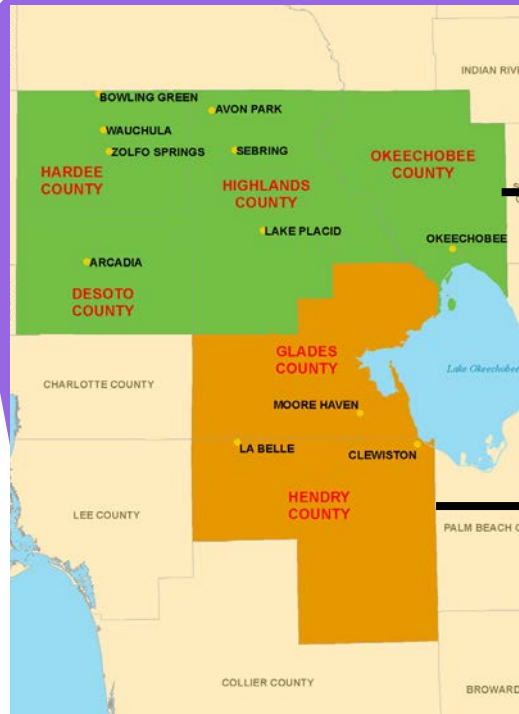 INDIAN RIV
BOWLING GREEN
AVON PARK
WAUCHULA
ZOLFO SPRINGS
SEBRING
HARDEE
COUNTY
HIGHLANDS
COUNTY
OKEECHOBEE
COUNTY
LAKE PLACID
OKEECHOBEE
ARCADIA
DESOTO
COUNTY
GLADES
COUNTY
Lake Okeechobee
CHARLOTTE COUNTY
MOORE HAVEN
LA BELLE
CLEWISTON
HENDRY
COUNTY
LEE COUNTY
PALM BEACH C
COLLIER COUNTY
BROWARD